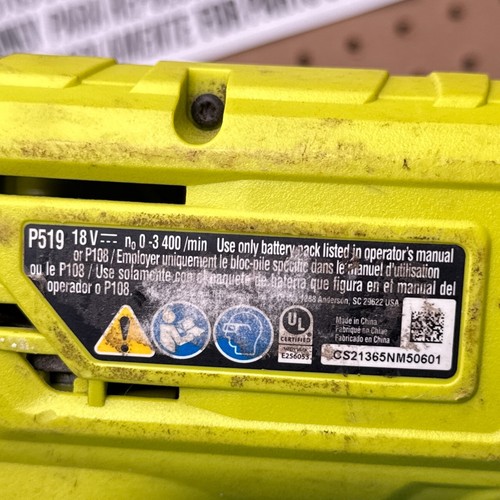 PARA
P519 18V⎓ n₀ 0-3 400 /min Use only battery pack listed in operator's manual
or P108 / Employer uniquement le bloc-pile spécifié dans le manuel d'utilisation
ou le P108 / Use solamente con paquete de batería que figura en el manual del
operador o P108.
Anderson, SC 29622 USA
UL
CERTIFIED
E256053
Made in China
Fabriqué en Chine
Fabricado en China
CS21365NM50601